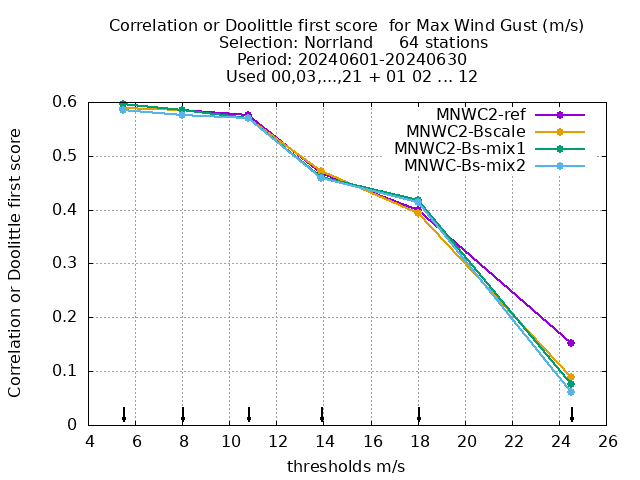 Correlation or Doolittle first score  for Max Wind Gust (m/s)
Selection: Norrland     64 stations
Period: 20240601-20240630
Used 00,03,...,21 + 01 02 ... 12
Correlation or Doolittle first score
0.6
0.5
0.4
0.3
0.2
0.1
0
MNWC2-ref
MNWC2-Bscale
MNWC2-Bs-mix1
MNWC-Bs-mix2
4 6 8 10 12 14 16 18 20 22 24 26
thresholds m/s